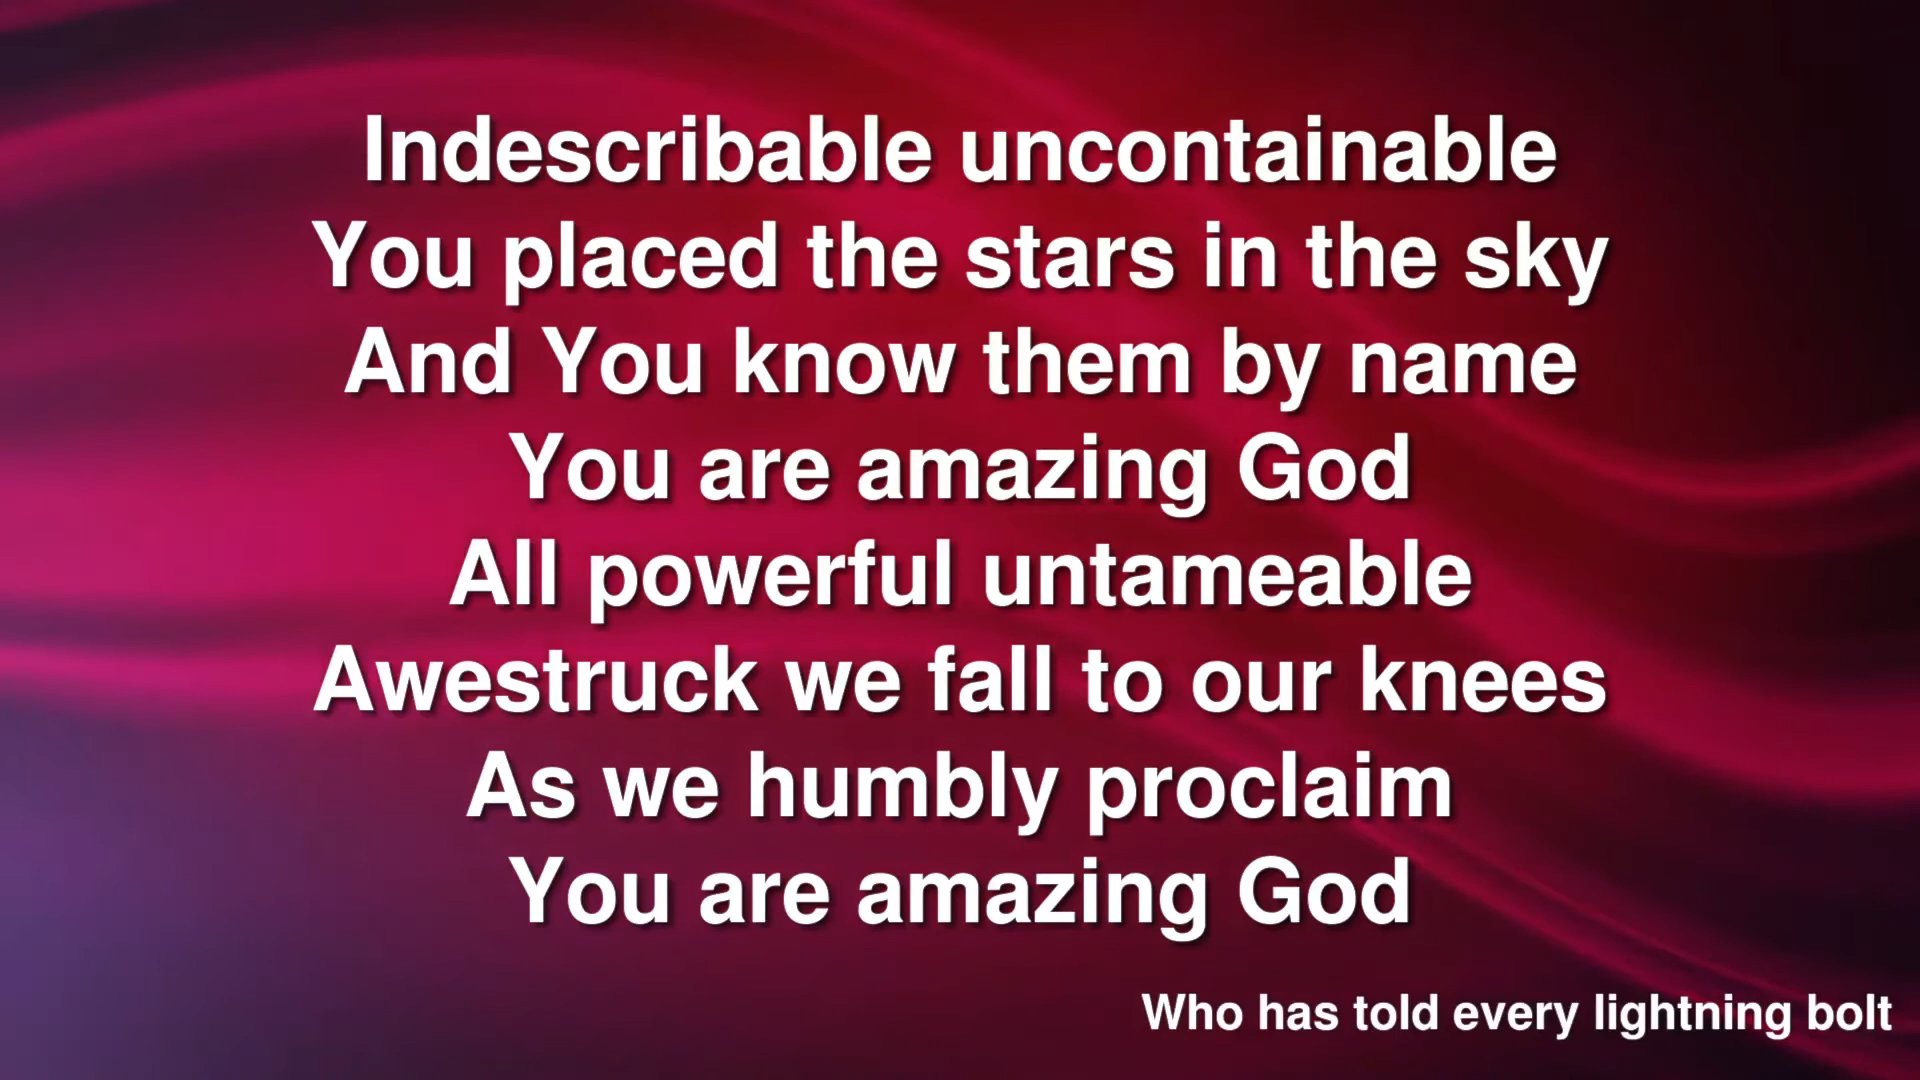 Indescribable uncontainable
You placed the stars in the sky
And You know them by name
You are amazing God
All powerful untameable
Awestruck we fall to our knees
As we humbly proclaim
You are amazing God
Who has told every lightning bolt